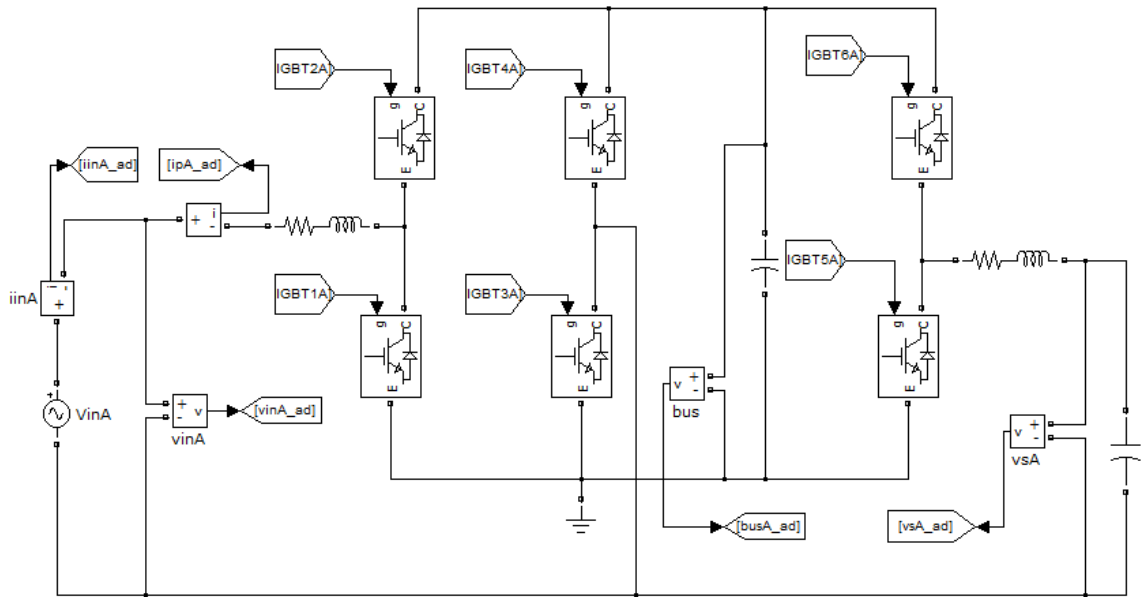 IGBT2A]
IGBT4A]
IGBT6A]
g
C
E
g
C
E
g
C
E
[iinA_ad]
[ipA_ad]
+
i
-
IGBT1A]
IGBT3A]
IGBT5A]
iinA
i
+
g
C
E
g
C
E
g
C
E
+
VinA
+
-
v
vinA
[vinA_ad]
v
+
-
bus
v
+
-
vsA
[busA_ad]
[vsA_ad]